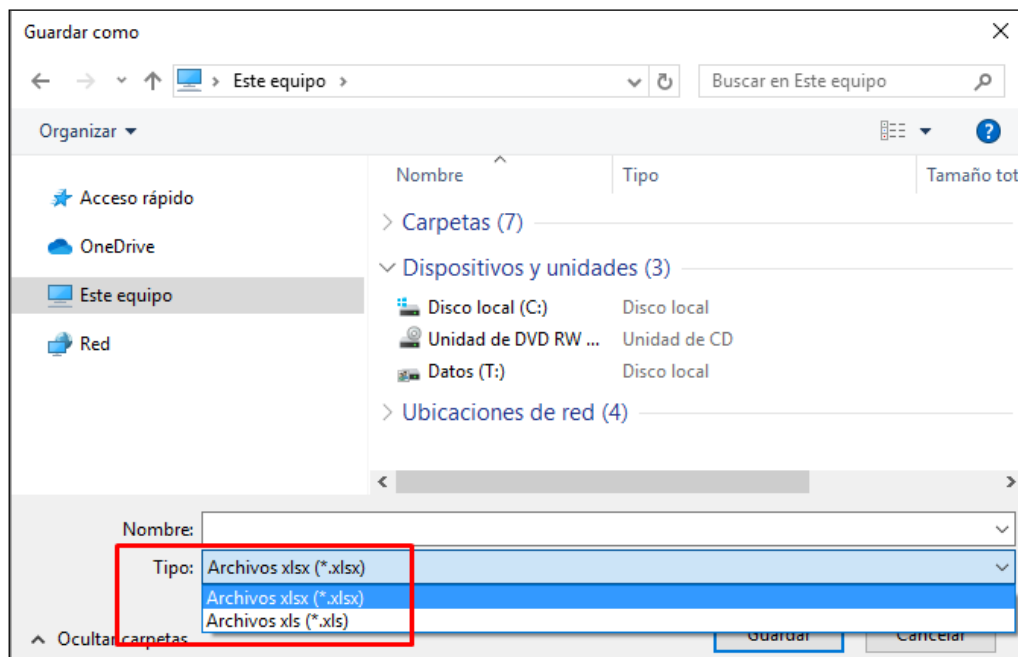 Guardar como
Este equipo
Buscar en Este equipo
Organizar
Nombre Tipo Tamaño tot
Acceso rápido
OneDrive
Este equipo
Red
Carpetas (7)
Dispositivos y unidades (3)
Disco local (C:) Disco local
Unidad de DVD RW ... Unidad de CD
Datos (T:) Disco local
Ubicaciones de red (4)
Nombre:
Tipo: Archivos xlsx (*.xlsx)
Archivos xlsx (*.xlsx)
Archivos xls (*.xls)
Ocultar carpetas Guardar Cancelar